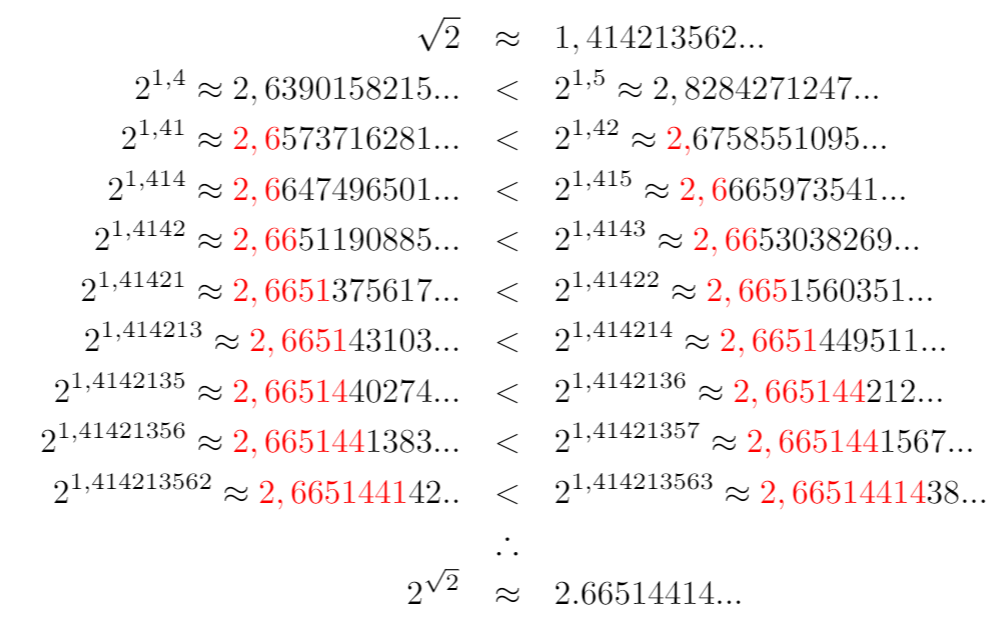 √2 ≈ 1,414213562...
2^{1,4} ≈ 2,6390158215... < 2^{1,5} ≈ 2,8284271247...
2^{1,41} ≈ 2,6573716281... < 2^{1,42} ≈ 2,6758551095...
2^{1,414} ≈ 2,6647496501... < 2^{1,415} ≈ 2,6665973541...
2^{1,4142} ≈ 2,6651190885... < 2^{1,4143} ≈ 2,6653038269...
2^{1,41421} ≈ 2,6651375617... < 2^{1,41422} ≈ 2,6651560351...
2^{1,414213} ≈ 2,665143103... < 2^{1,414214} ≈ 2,6651449511...
2^{1,4142135} ≈ 2,6651440274... < 2^{1,4142136} ≈ 2,665144212...
2^{1,41421356} ≈ 2,6651441383... < 2^{1,41421357} ≈ 2,6651441567...
2^{1,414213562} ≈ 2,665144142.. < 2^{1,414213563} ≈ 2,6651441438...
∴
2^{√2} ≈ 2.66514414...